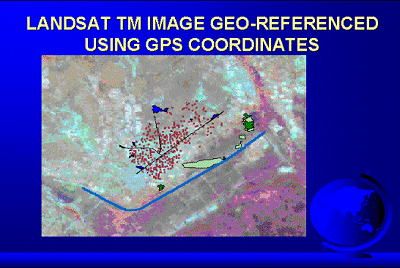 LANDSAT TM IMAGE GEO-REFERENCED
USING GPS COORDINATES